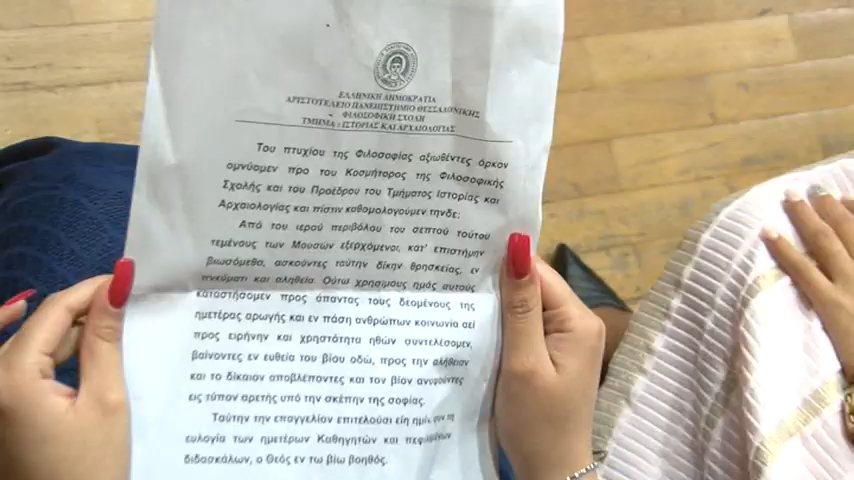 ΕΛΛΗΝΙΚΗ ΔΗΜΟΚΡΑΤΙΑ
ΑΡΙΣΤΟΤΕΛΕΙΟ ΠΑΝΕΠΙΣΤΗΜΙΟ ΘΕΣΣΑΛΟΝΙΚΗΣ
ΦΙΛΟΣΟΦΙΚΗ ΣΧΟΛΗ
ΤΜΗΜΑ : ΙΣΤΟΡΙΑΣ ΚΑΙ ΑΡΧΑΙΟΛΟΓΙΑΣ
Του πτυχίου της Φιλοσοφίας αξιωθέντες όρκον
ομνύομεν προ του Κοσμήτορος της Φιλοσοφικής
Σχολής και του Προέδρου του Τμήματος Ιστορίας και
Αρχαιολογίας και πίστιν καθομολογούμεν τήνδε:
Από του ιερού περιβόλου του σεπτού τούτου
τεμένους των Μουσών εξερχόμενοι, κατ' επιστήμην
βιωσόμεθα, ασκούντες ταύτην δίκην θρησκείας, εν
πνεύματι και αληθεία. Ούτω χρησίμους ημάς αυτούς
καταστήσομεν προς άπαντας τους δεομένους της
ημετέρας αρωγής και εν πάση ανθρώπων κοινωνία αεί
προς ειρήνην και χρηστότητα ηθών συντελέσομεν,
βαίνοντες εν ευθεία του βίου οδώ, προς την αλήθειαν
και το δίκαιον αποβλέποντες και τον βίον ανυψούντες
εις τύπον αρετής υπό την σκέπην της σοφίας.
Ταύτην την επαγγελίαν επιτελούσι είη ημίν συν τη
ευλογία των ημετέρων Καθηγητών και πεφιλημένων
διδασκάλων, ο Θεός εν τω βίω βοηθός.